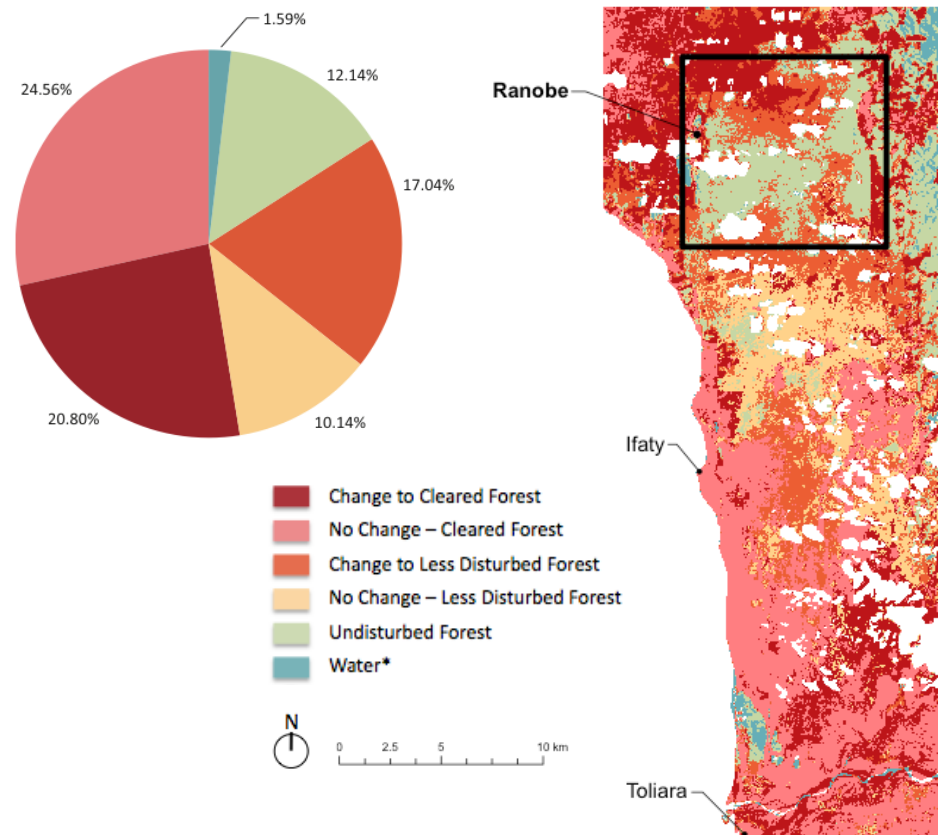 1.59%
12.14%
24.56%
17.04%
20.80%
10.14%
Ranobe
Ifaty
Toliara
Change to Cleared Forest
No Change – Cleared Forest
Change to Less Disturbed Forest
No Change – Less Disturbed Forest
Undisturbed Forest
Water*
N
0 2.5 5 10 km